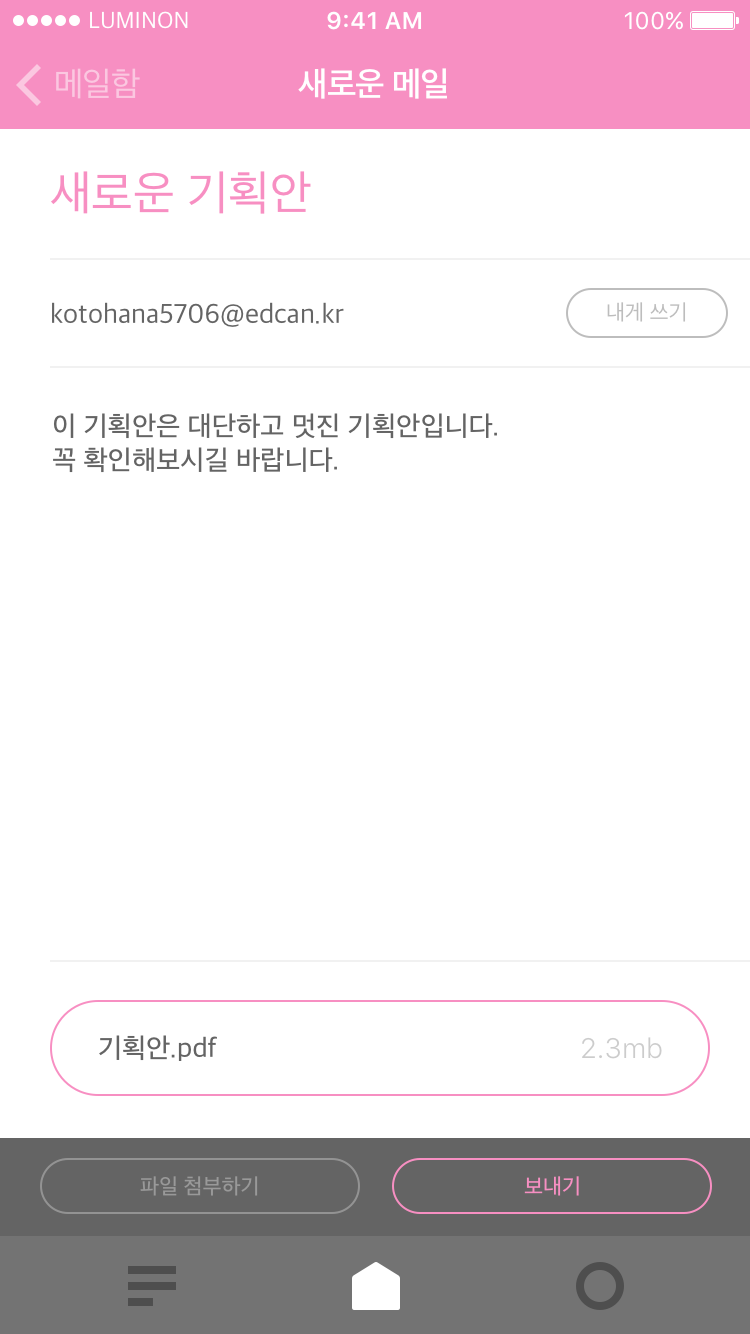 LUMINON 9:41 AM 100%
메일함 새로운 메일
새로운 기획안
kotohana5706@edcan.kr 내게 쓰기
이 기획안은 대단하고 멋진 기획안입니다.
꼭 확인해보시길 바랍니다.
기획안.pdf 2.3mb
파일 첨부하기 보내기